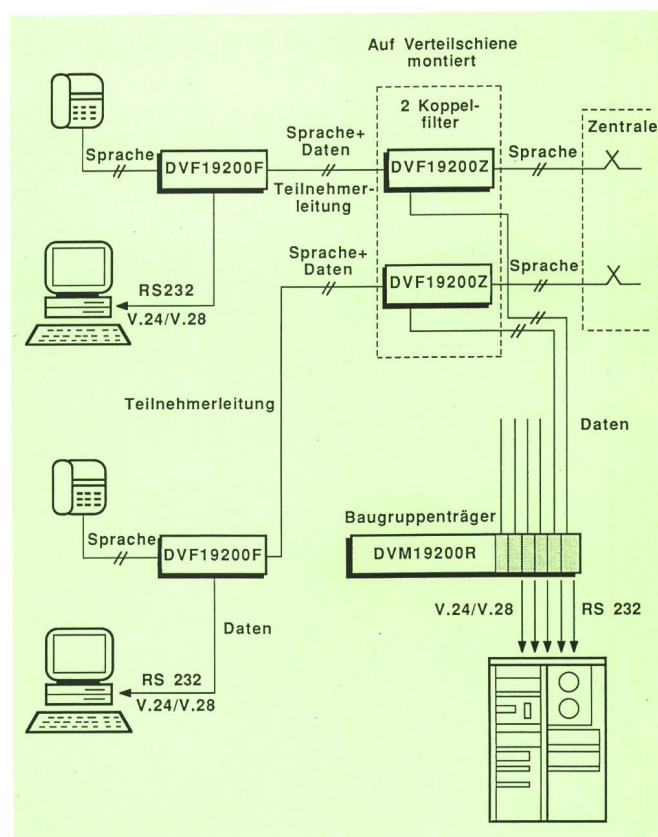 Auf Verteilschiene
montiert
2 Koppel-
filter
Zentrale
Sprache
DVF19200F
Sprache+
Daten
Teilnehmer-
leitung
DVF19200Z
Sprache
RS232
V.24/V.28
Sprache+
Daten
DVF19200Z
Sprache
Teilnehmerleitung
Daten
Sprache
DVF19200F
Baugruppenträger
DVM19200R
Daten
V.24/V.28
RS 232
RS 232
V.24/V.28